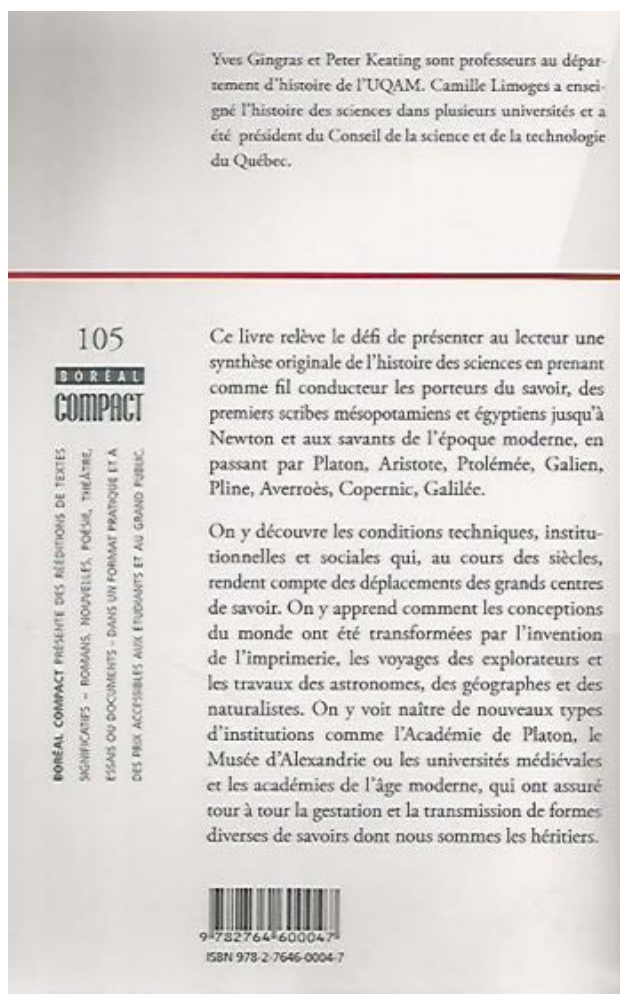 Yves Gingras et Peter Keating sont professeurs au dépar-
tement d'histoire de l'UQAM. Camille Limoges a ensei-
gné l'histoire des sciences dans plusieurs universités et a
été président du Conseil de la science et de la technologie
du Québec.
105
BORÉAL
COMPACT
BORÉAL COMPACT PRÉSENTE DES RÉÉDITIONS DE TEXTES
SIGNIFICATIFS – ROMANS, NOUVELLES, POÉSIE, THÉÂTRE,
ESSAIS OU DOCUMENTS – DANS UN FORMAT PRATIQUE ET À
DES PRIX ACCESSIBLES AUX ÉTUDIANTS ET AU GRAND PUBLIC.
Ce livre relève le défi de présenter au lecteur une
synthèse originale de l'histoire des sciences en prenant
comme fil conducteur les porteurs du savoir, des
premiers scribes mésopotamiens et égyptiens jusqu'à
Newton et aux savants de l'époque moderne, en
passant par Platon, Aristote, Ptolémée, Galien,
Pline, Averroès, Copernic, Galilée.
On y découvre les conditions techniques, institu-
tionnelles et sociales qui, au cours des siècles,
rendent compte des déplacements des grands centres
de savoir. On y apprend comment les conceptions
du monde ont été transformées par l'invention
de l'imprimerie, les voyages des explorateurs et
les travaux des astronomes, des géographes et des
naturalistes. On y voit naître de nouveaux types
d'institutions comme l'Académie de Platon, le
Musée d'Alexandrie ou les universités médiévales
et les académies de l'âge moderne, qui ont assuré
tour à tour la gestation et la transmission de formes
diverses de savoirs dont nous sommes les héritiers.
9 782764 600047
ISBN 978-2-7646-0004-7